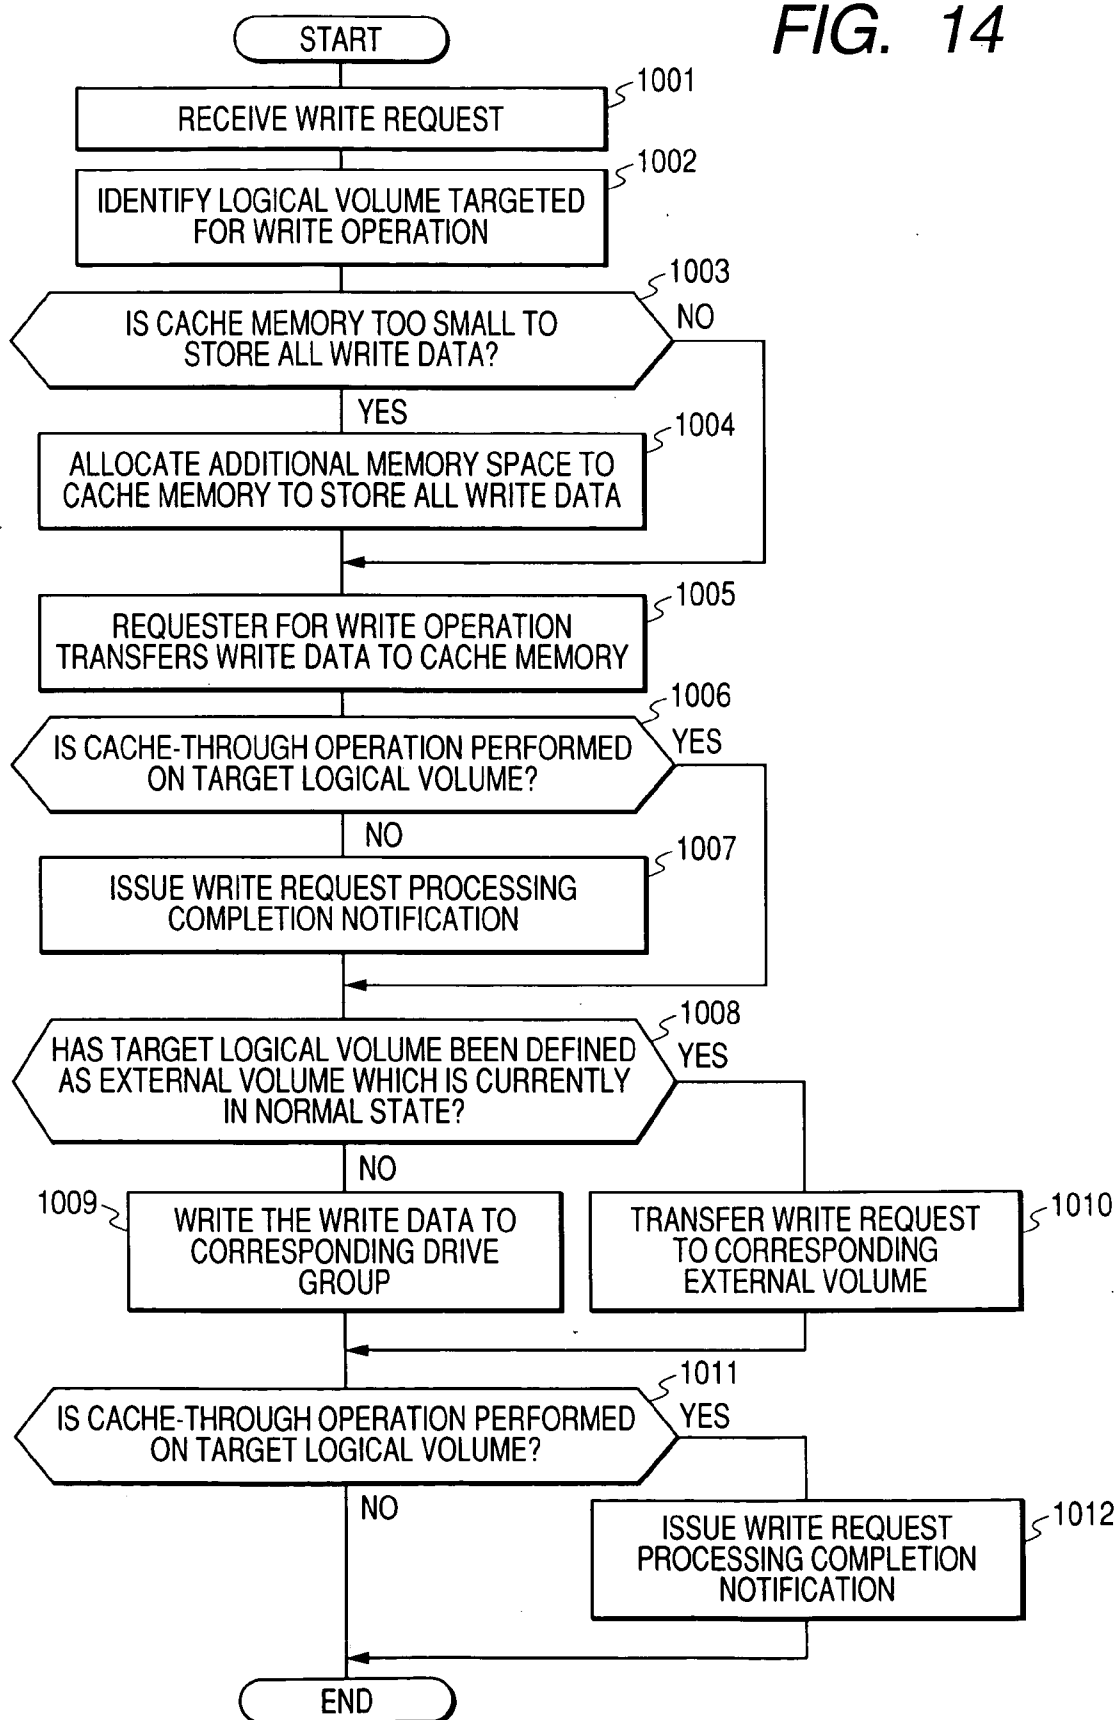 FIG. 14
START
1001
RECEIVE WRITE REQUEST
1002
IDENTIFY LOGICAL VOLUME TARGETED
FOR WRITE OPERATION
1003
IS CACHE MEMORY TOO SMALL TO
STORE ALL WRITE DATA?
NO
YES
1004
ALLOCATE ADDITIONAL MEMORY SPACE TO
CACHE MEMORY TO STORE ALL WRITE DATA
1005
REQUESTER FOR WRITE OPERATION
TRANSFERS WRITE DATA TO CACHE MEMORY
1006
IS CACHE-THROUGH OPERATION PERFORMED
ON TARGET LOGICAL VOLUME?
YES
NO
1007
ISSUE WRITE REQUEST PROCESSING
COMPLETION NOTIFICATION
1008
HAS TARGET LOGICAL VOLUME BEEN DEFINED
AS EXTERNAL VOLUME WHICH IS CURRENTLY
IN NORMAL STATE?
YES
NO
1009
WRITE THE WRITE DATA TO
CORRESPONDING DRIVE
GROUP
1010
TRANSFER WRITE REQUEST
TO CORRESPONDING
EXTERNAL VOLUME
1011
IS CACHE-THROUGH OPERATION PERFORMED
ON TARGET LOGICAL VOLUME?
YES
NO
1012
ISSUE WRITE REQUEST
PROCESSING COMPLETION
NOTIFICATION
END